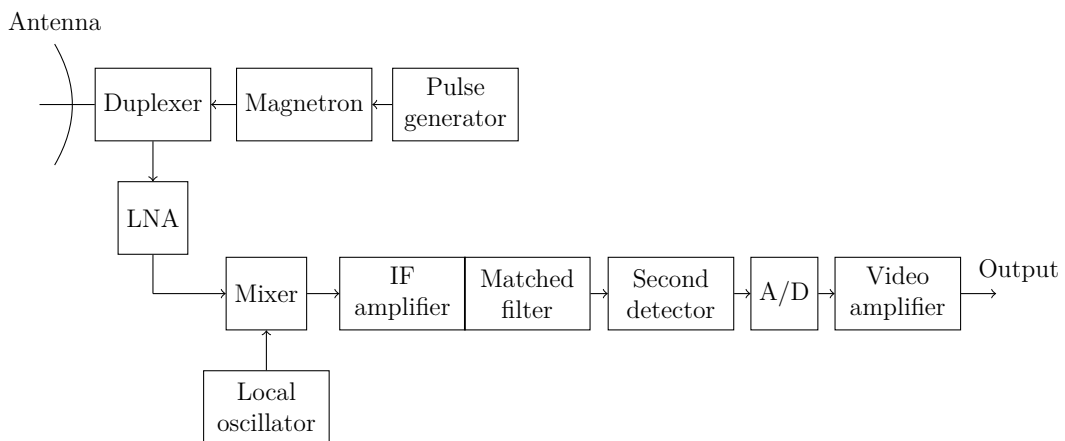 Antenna
Duplexer
Magnetron
Pulse
generator
LNA
Mixer
IF
amplifier
Matched
filter
Second
detector
A/D
Video
amplifier
Output
Local
oscillator